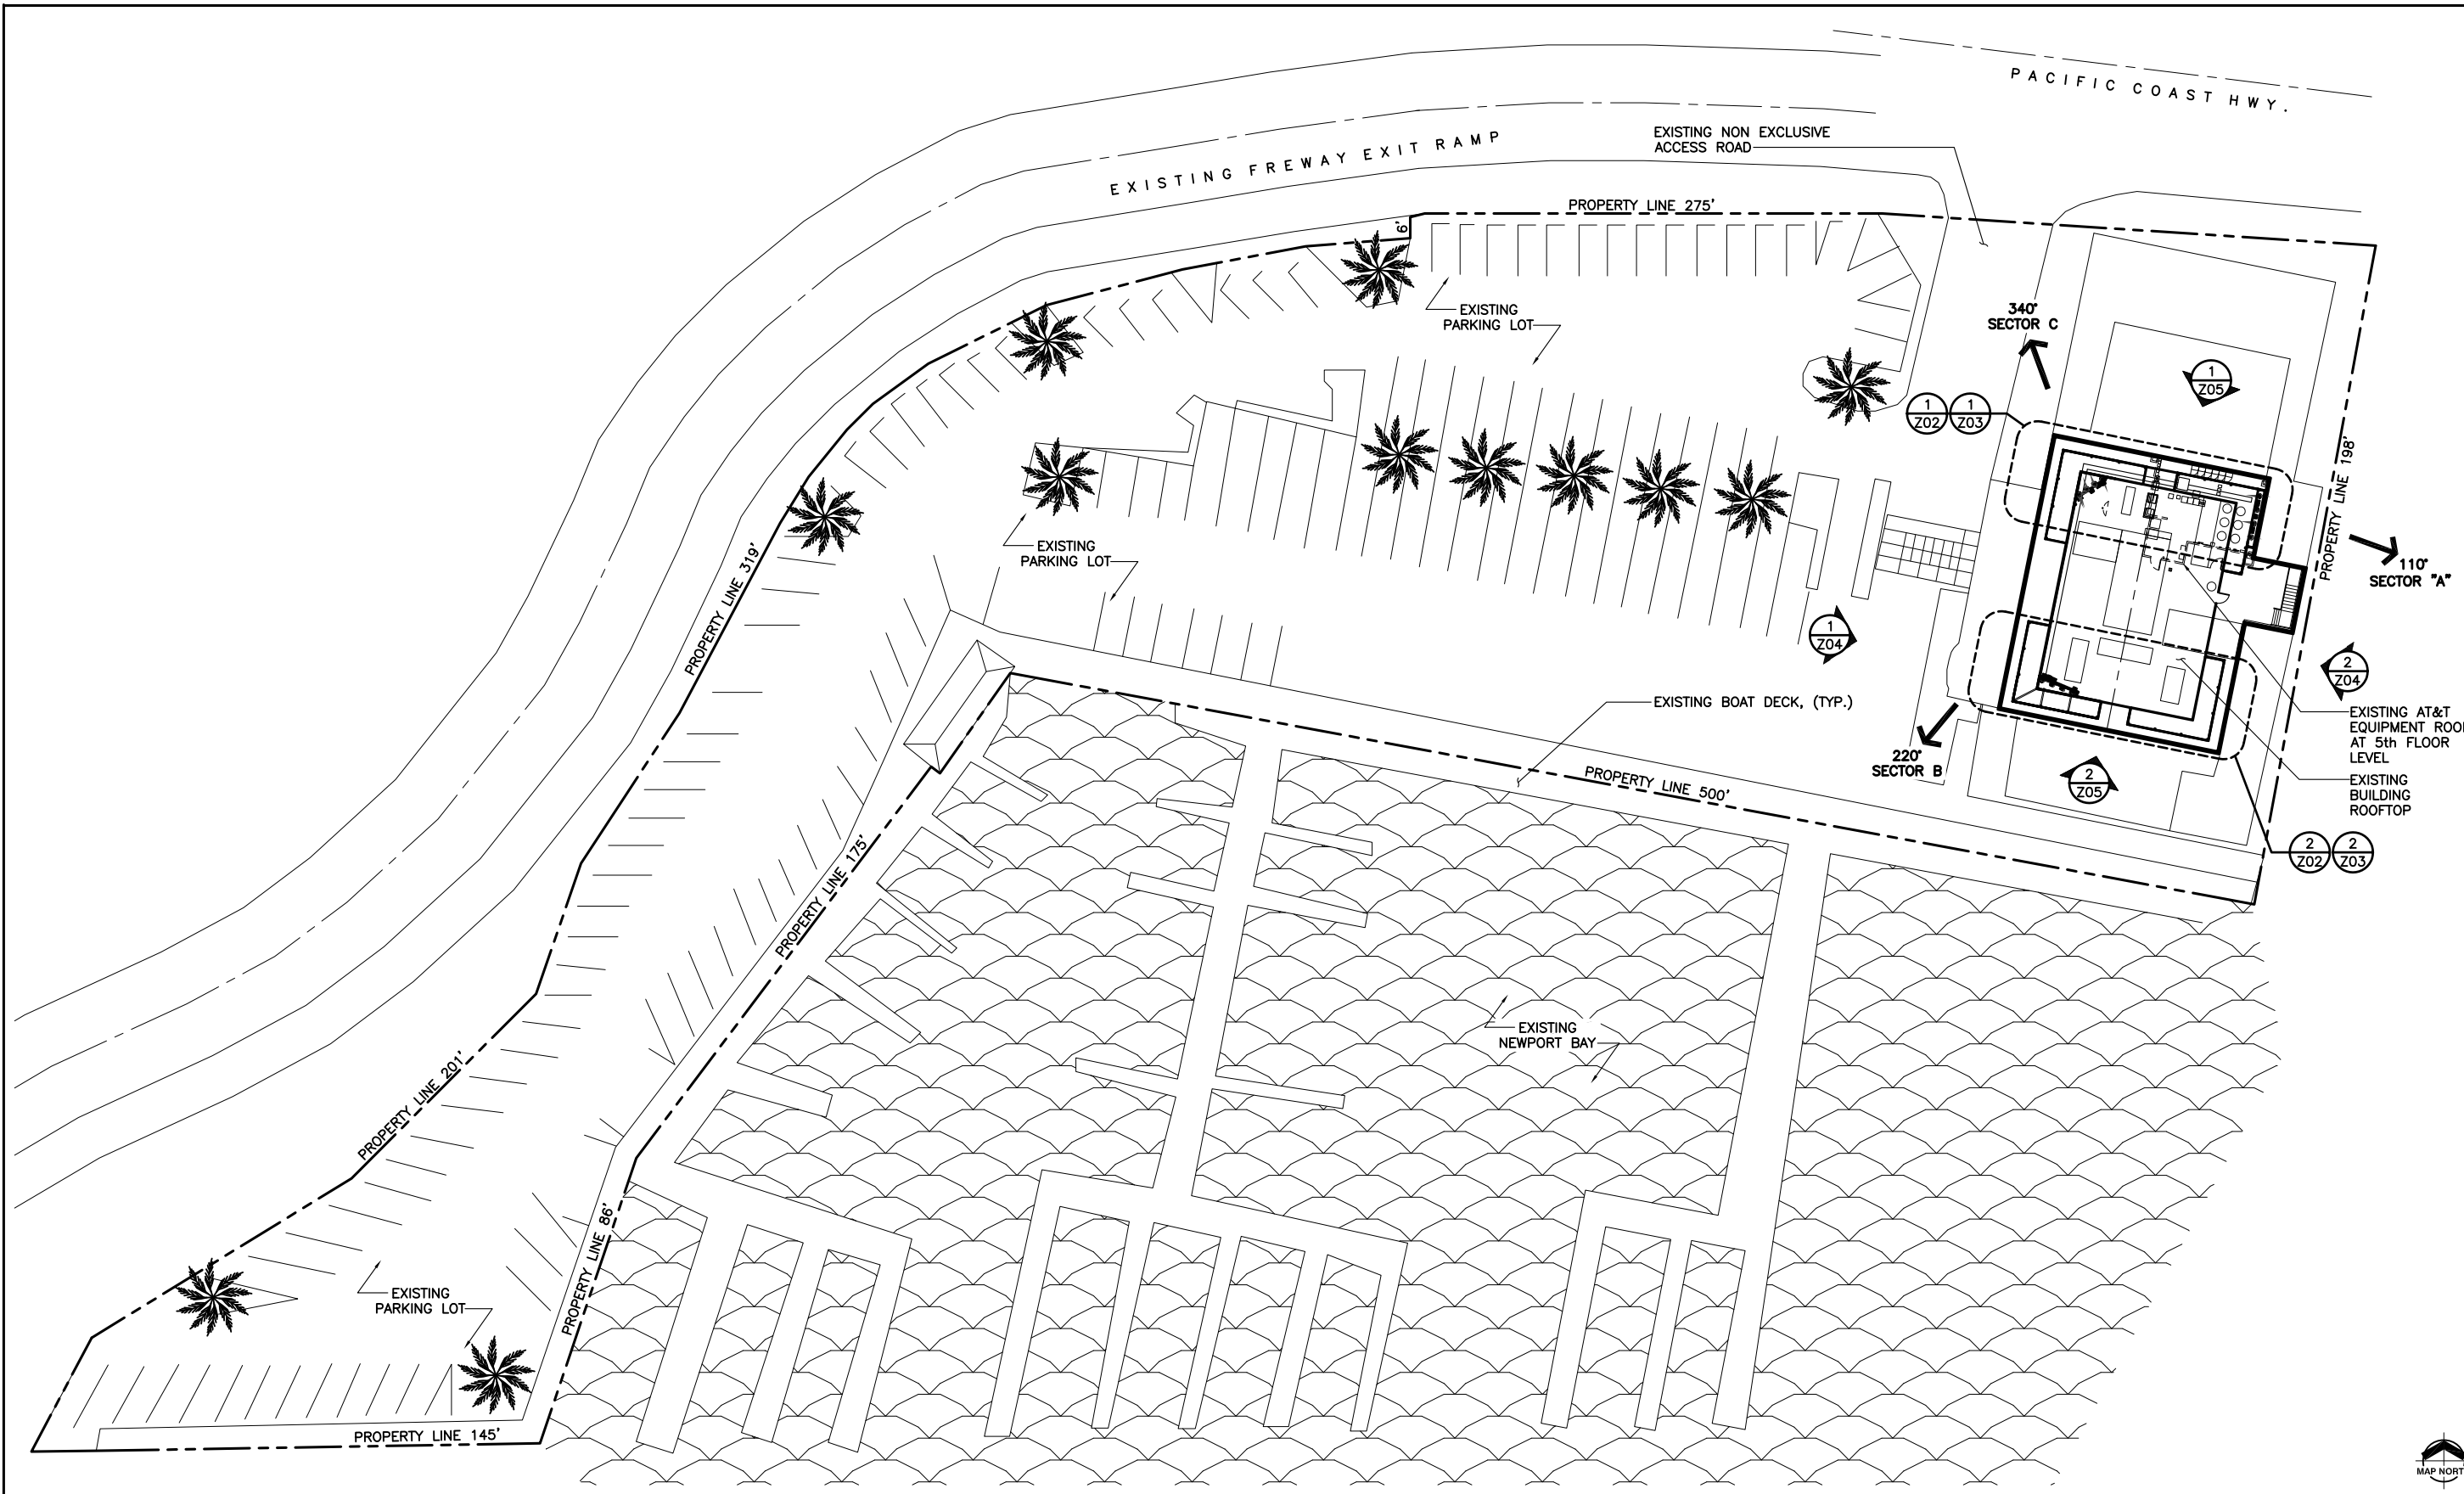 PACIFIC COAST HWY.
EXISTING FREWAY EXIT RAMP
EXISTING NON EXCLUSIVE
ACCESS ROAD
PROPERTY LINE 275'
6'
EXISTING
PARKING LOT
340°
SECTOR C
1
Z05
1
Z02
1
Z03
PROPERTY LINE 198'
110°
SECTOR "A"
EXISTING
PARKING LOT
PROPERTY LINE 319'
1
Z04
2
Z04
EXISTING BOAT DECK, (TYP.)
EXISTING AT&T
EQUIPMENT
AT 5th FLOOR
LEVEL
220°
SECTOR B
2
Z05
EXISTING
BUILDING
ROOFTOP
PROPERTY LINE 500'
2
Z02
2
Z03
PROPERTY LINE 175'
EXISTING
NEWPORT BAY
PROPERTY LINE 201'
PROPERTY LINE 86'
EXISTING
PARKING LOT
PROPERTY LINE 145'
MAP